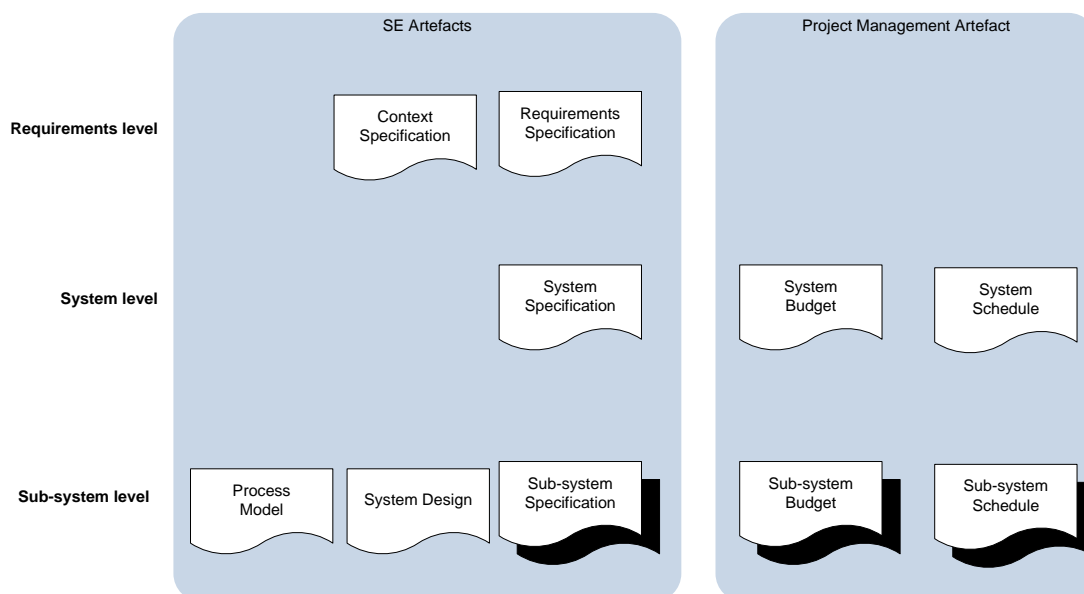 SE Artefacts
Project Management Artefact
Requirements level
Context
Specification
Requirements
Specification
System level
System
Specification
System
Budget
System
Schedule
Sub-system level
Process
Model
System Design
Sub-system
Specification
Sub-system
Budget
Sub-system
Schedule